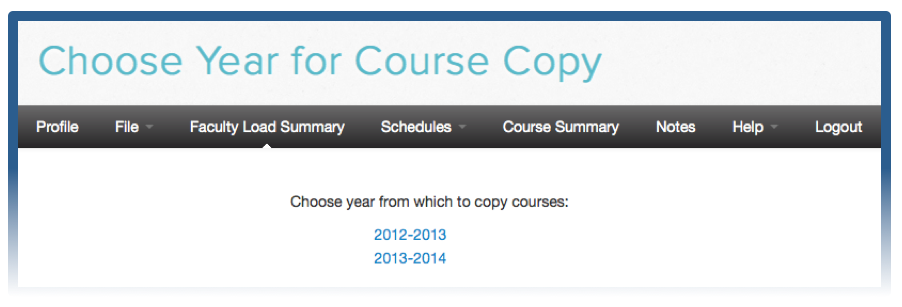 Choose Year for Course Copy
Profile File Faculty Load Summary Schedules Course Summary Notes Help Logout
Choose year from which to copy courses:
2012-2013
2013-2014